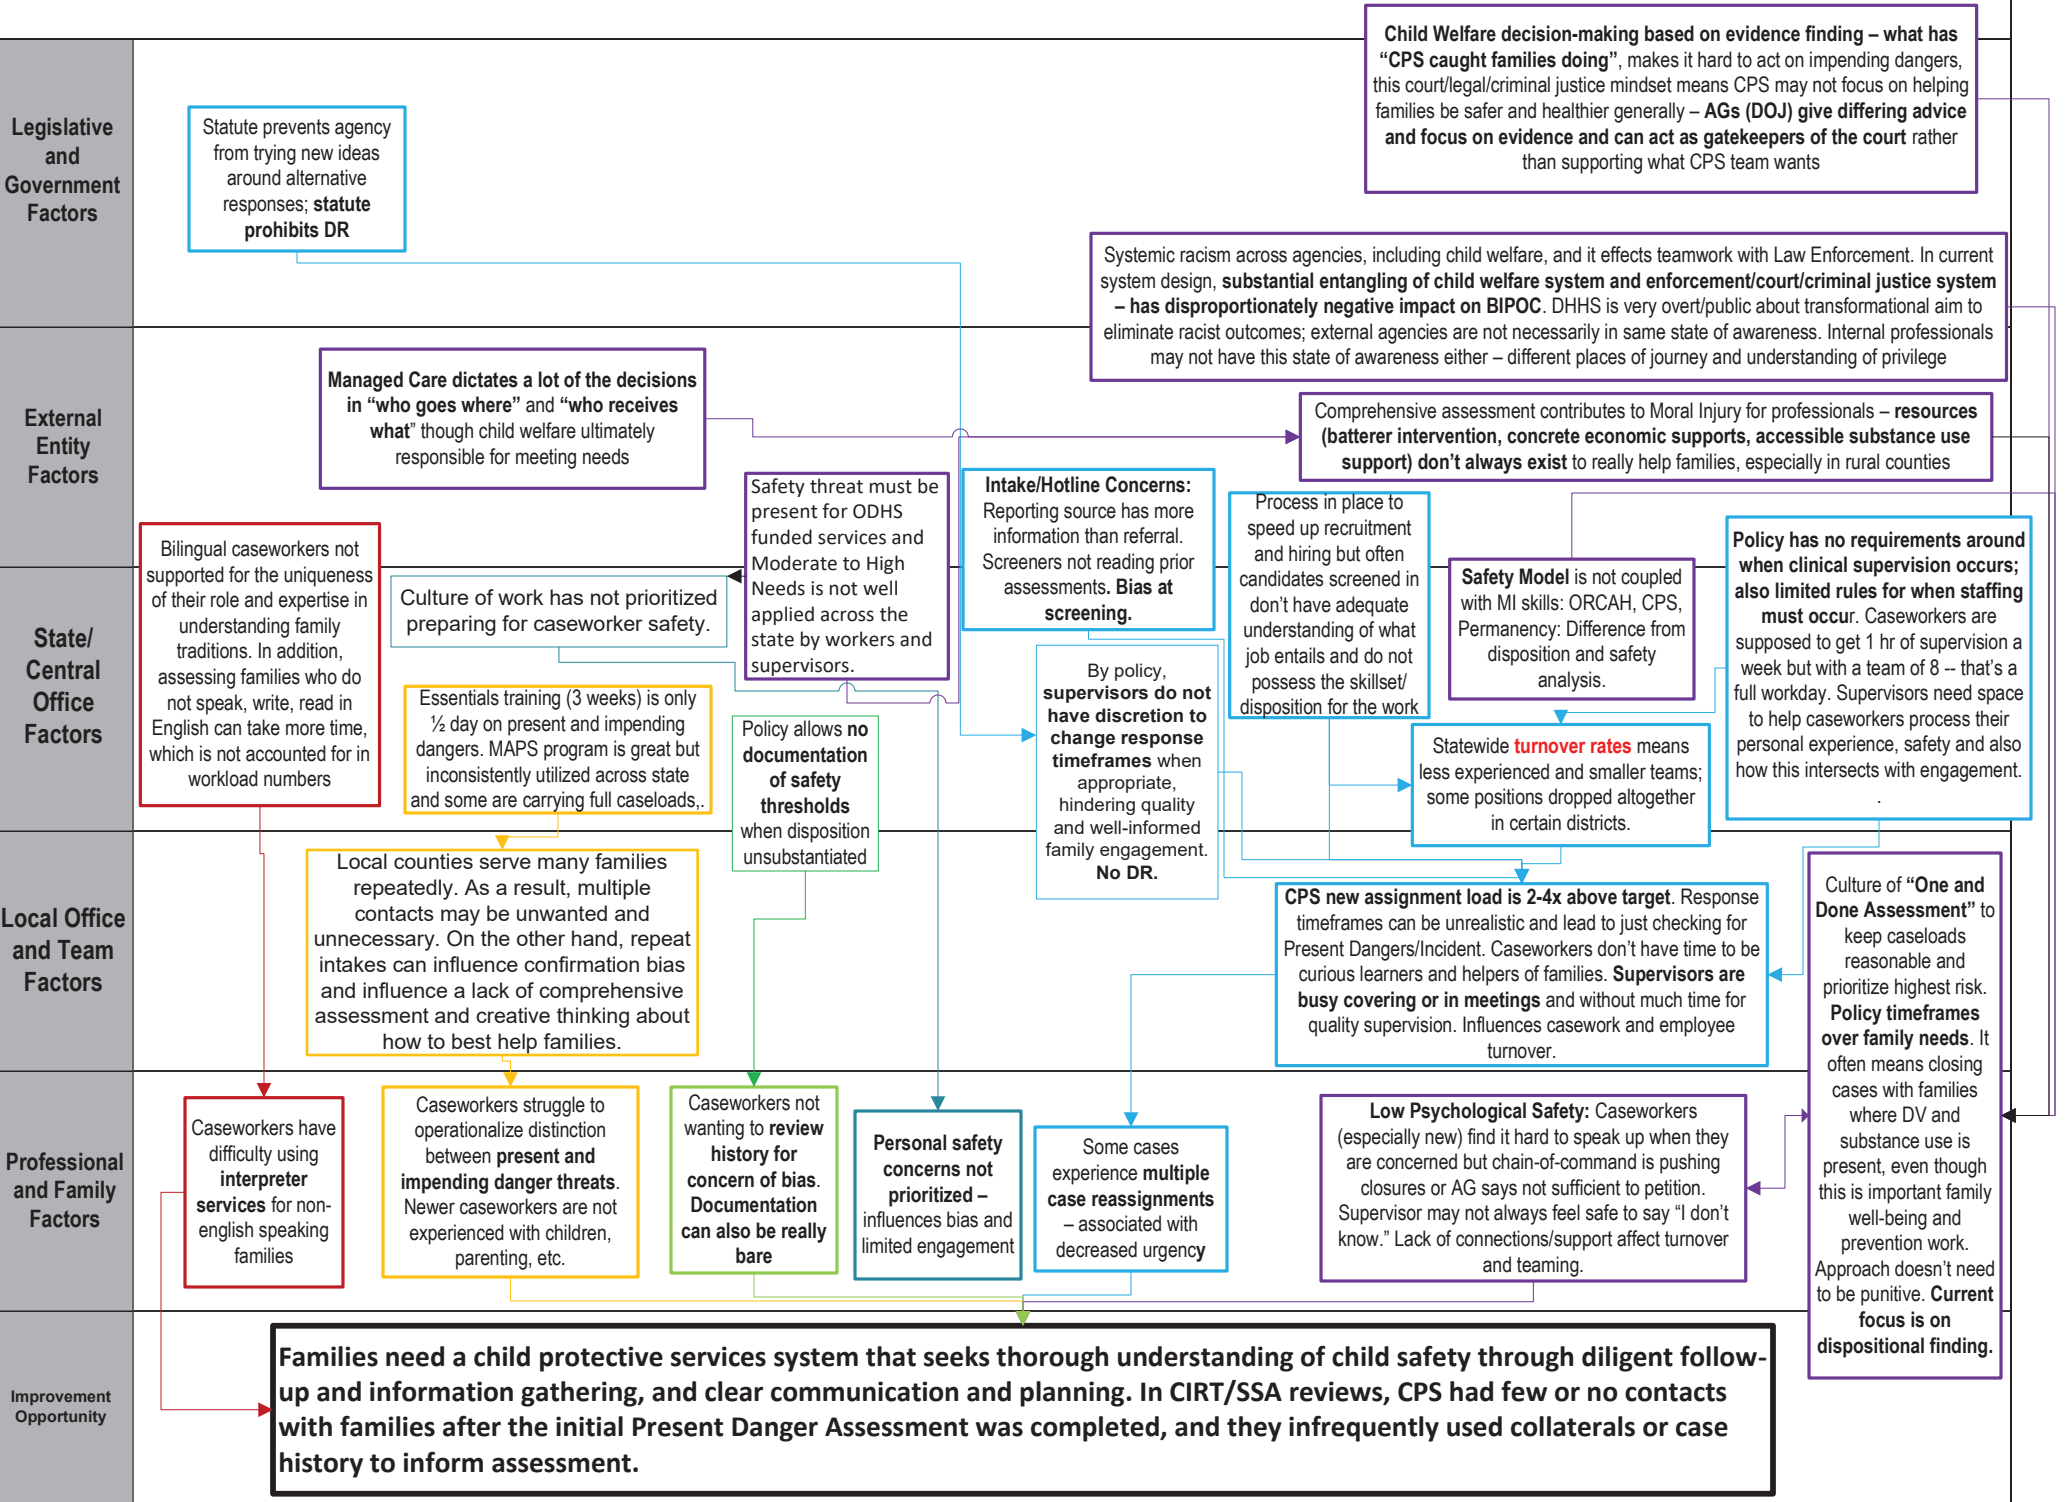 Legislative
and
Government
Factors
Statute prevents agency
from trying new ideas
around alternative
responses; statute
prohibits DR
Child Welfare decision-making based on evidence finding – what has
“CPS caught families doing”, makes it hard to act on impending dangers,
this court/legal/criminal justice mindset means CPS may not focus on helping
families be safer and healthier generally – AGs (DOJ) give differing advice
and focus on evidence and can act as gatekeepers of the court rather
than supporting what CPS team wants
Systemic racism across agencies, including child welfare, and it effects teamwork with Law Enforcement. In current
system design, substantial entangling of child welfare system and enforcement/court/criminal justice system
– has disproportionately negative impact on BIPOC. DHHS is very overt/public about transformational aim to
eliminate racist outcomes; external agencies are not necessarily in same state of awareness. Internal professionals
may not have this state of awareness either – different places of journey and understanding of privilege
External
Entity
Factors
Managed Care dictates a lot of the decisions
in “who goes where” and “who receives
what” though child welfare ultimately
responsible for meeting needs
Comprehensive assessment contributes to Moral Injury for professionals – resources
(batterer intervention, concrete economic supports, accessible substance use
support) don’t always exist to really help families, especially in rural counties
State/
Central
Office
Factors
Bilingual caseworkers not
supported for the uniqueness
of their role and expertise in
understanding family
traditions. In addition,
assessing families who do
not speak, write, read in
English can take more time,
which is not accounted for in
workload numbers
Culture of work has not prioritized
preparing for caseworker safety.
Essentials training (3 weeks) is only
½ day on present and impending
dangers. MAPS program is great but
inconsistently utilized across state
and some are carrying full caseloads,.
Safety threat must be
present for ODHS
funded services and
Moderate to High
Needs is not well
applied across the
state by workers and
supervisors.
Policy allows no
documentation
of safety
thresholds
when disposition
unsubstantiated
Intake/Hotline Concerns:
Reporting source has more
information than referral.
Screeners not reading prior
assessments. Bias at
screening.
By policy,
supervisors do not
have discretion to
change response
timeframes when
appropriate,
hindering quality
and well-informed
family engagement.
No DR.
Process in place to
speed up recruitment
and hiring but often
candidates screened in
don’t have adequate
understanding of what
job entails and do not
possess the skillset/
disposition for the work
Safety Model is not coupled
with MI skills: ORCAH, CPS,
Permanency: Difference from
disposition and safety
analysis.
Statewide turnover rates means
less experienced and smaller teams;
some positions dropped altogether
in certain districts.
Policy has no requirements around
when clinical supervision occurs;
also limited rules for when staffing
must occur. Caseworkers are
supposed to get 1 hr of supervision a
week but with a team of 8 -- that’s a
full workday. Supervisors need space
to help caseworkers process their
personal experience, safety and also
how this intersects with engagement.
.
Local Office
and Team
Factors
Local counties serve many families
repeatedly. As a result, multiple
contacts may be unwanted and
unnecessary. On the other hand, repeat
intakes can influence confirmation bias
and influence a lack of comprehensive
assessment and creative thinking about
how to best help families.
CPS new assignment load is 2-4x above target. Response
timeframes can be unrealistic and lead to just checking for
Present Dangers/Incident. Caseworkers don’t have time to be
curious learners and helpers of families. Supervisors are
busy covering or in meetings and without much time for
quality supervision. Influences casework and employee
turnover.
Culture of “One and
Done Assessment” to
keep caseloads
reasonable and
prioritize highest risk.
Policy timeframes
over family needs. It
often means closing
cases with families
where DV and
substance use is
present, even though
this is important family
well-being and
prevention work.
Approach doesn’t need
to be punitive. Current
focus is on
dispositional finding.
Professional
and Family
Factors
Caseworkers have
difficulty using
interpreter
services for non-
english speaking
families
Caseworkers struggle to
operationalize distinction
between present and
impending danger threats.
Newer caseworkers are not
experienced with children,
parenting, etc.
Caseworkers not
wanting to review
history for
concern of bias.
Documentation
can also be really
bare
Personal safety
concerns not
prioritized –
influences bias and
limited engagement
Some cases
experience multiple
case reassignments
– associated with
decreased urgency
Low Psychological Safety: Caseworkers
(especially new) find it hard to speak up when they
are concerned but chain-of-command is pushing
closures or AG says not sufficient to petition.
Supervisor may not always feel safe to say “I don’t
know.” Lack of connections/support affect turnover
and teaming.
Improvement
Opportunity
Families need a child protective services system that seeks thorough understanding of child safety through diligent follow-
up and information gathering, and clear communication and planning. In CIRT/SSA reviews, CPS had few or no contacts
with families after the initial Present Danger Assessment was completed, and they infrequently used collaterals or case
history to inform assessment.